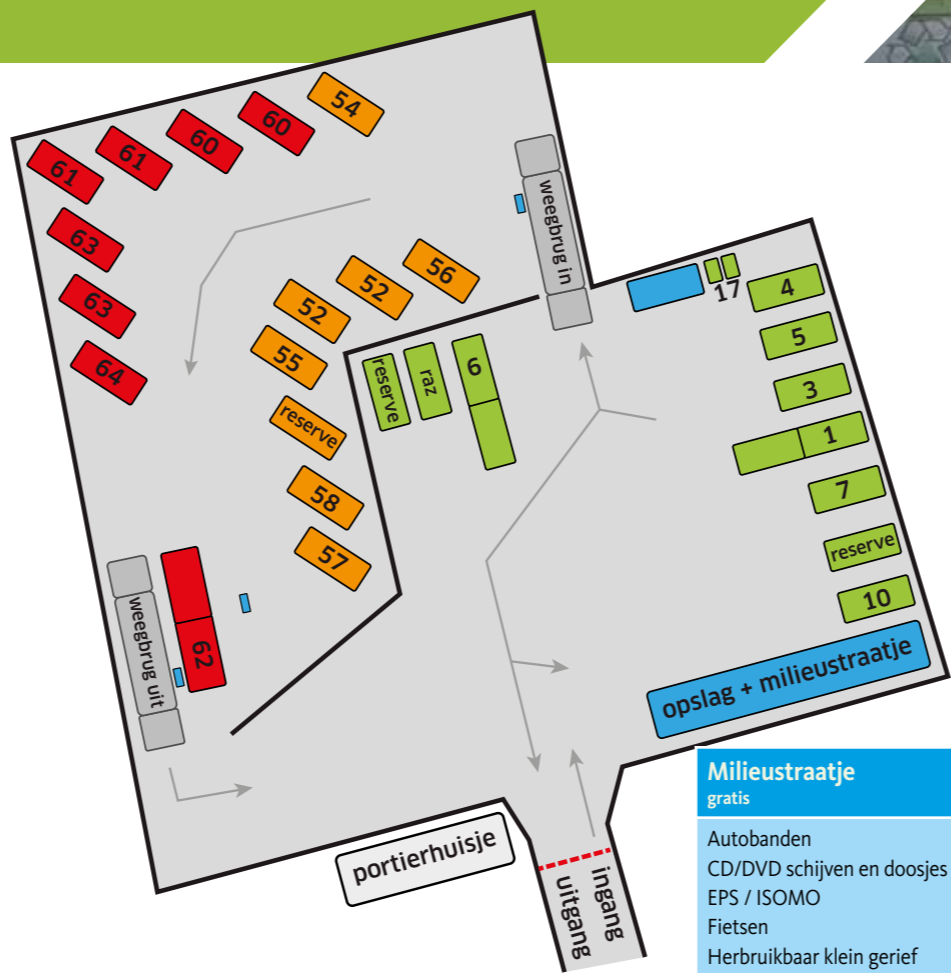 54
60
60
61
61
63
63
64
weegbrug in
56
52
52
55
reserve
58
57
reserve
raz
6
17
4
5
3
1
7
reserve
10
opslag + milieustraatje
weegbrug uit
62
portierhuisje
uitgang
ingang
Milieustraatje
gratis
Autobanden
CD/DVD schijven en doosjes
EPS / ISOMO
Fietsen
Herbruikbaar klein gerief